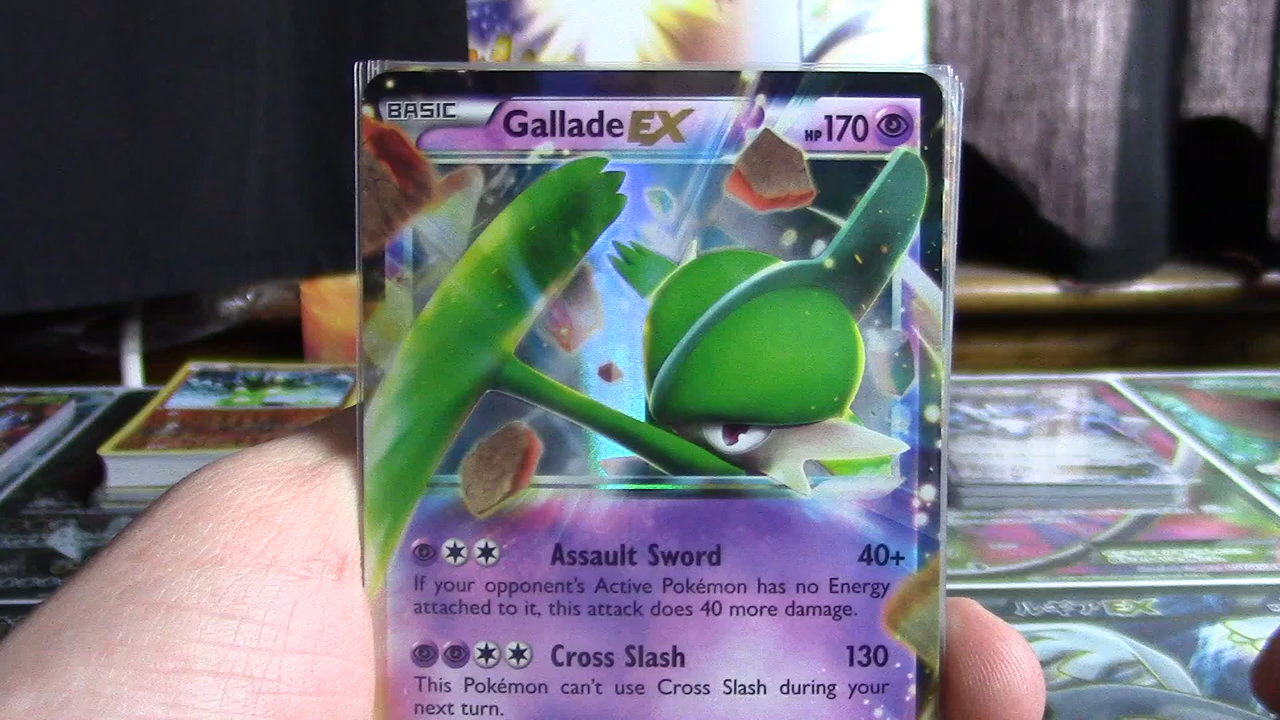 BASIC
Gallade EX
HP 170
Assault Sword 40+
If your opponent's Active Pokémon has no Energy
attached to it, this attack does 40 more damage.
Cross Slash 130
This Pokémon can't use Cross Slash during your
next turn.
EX